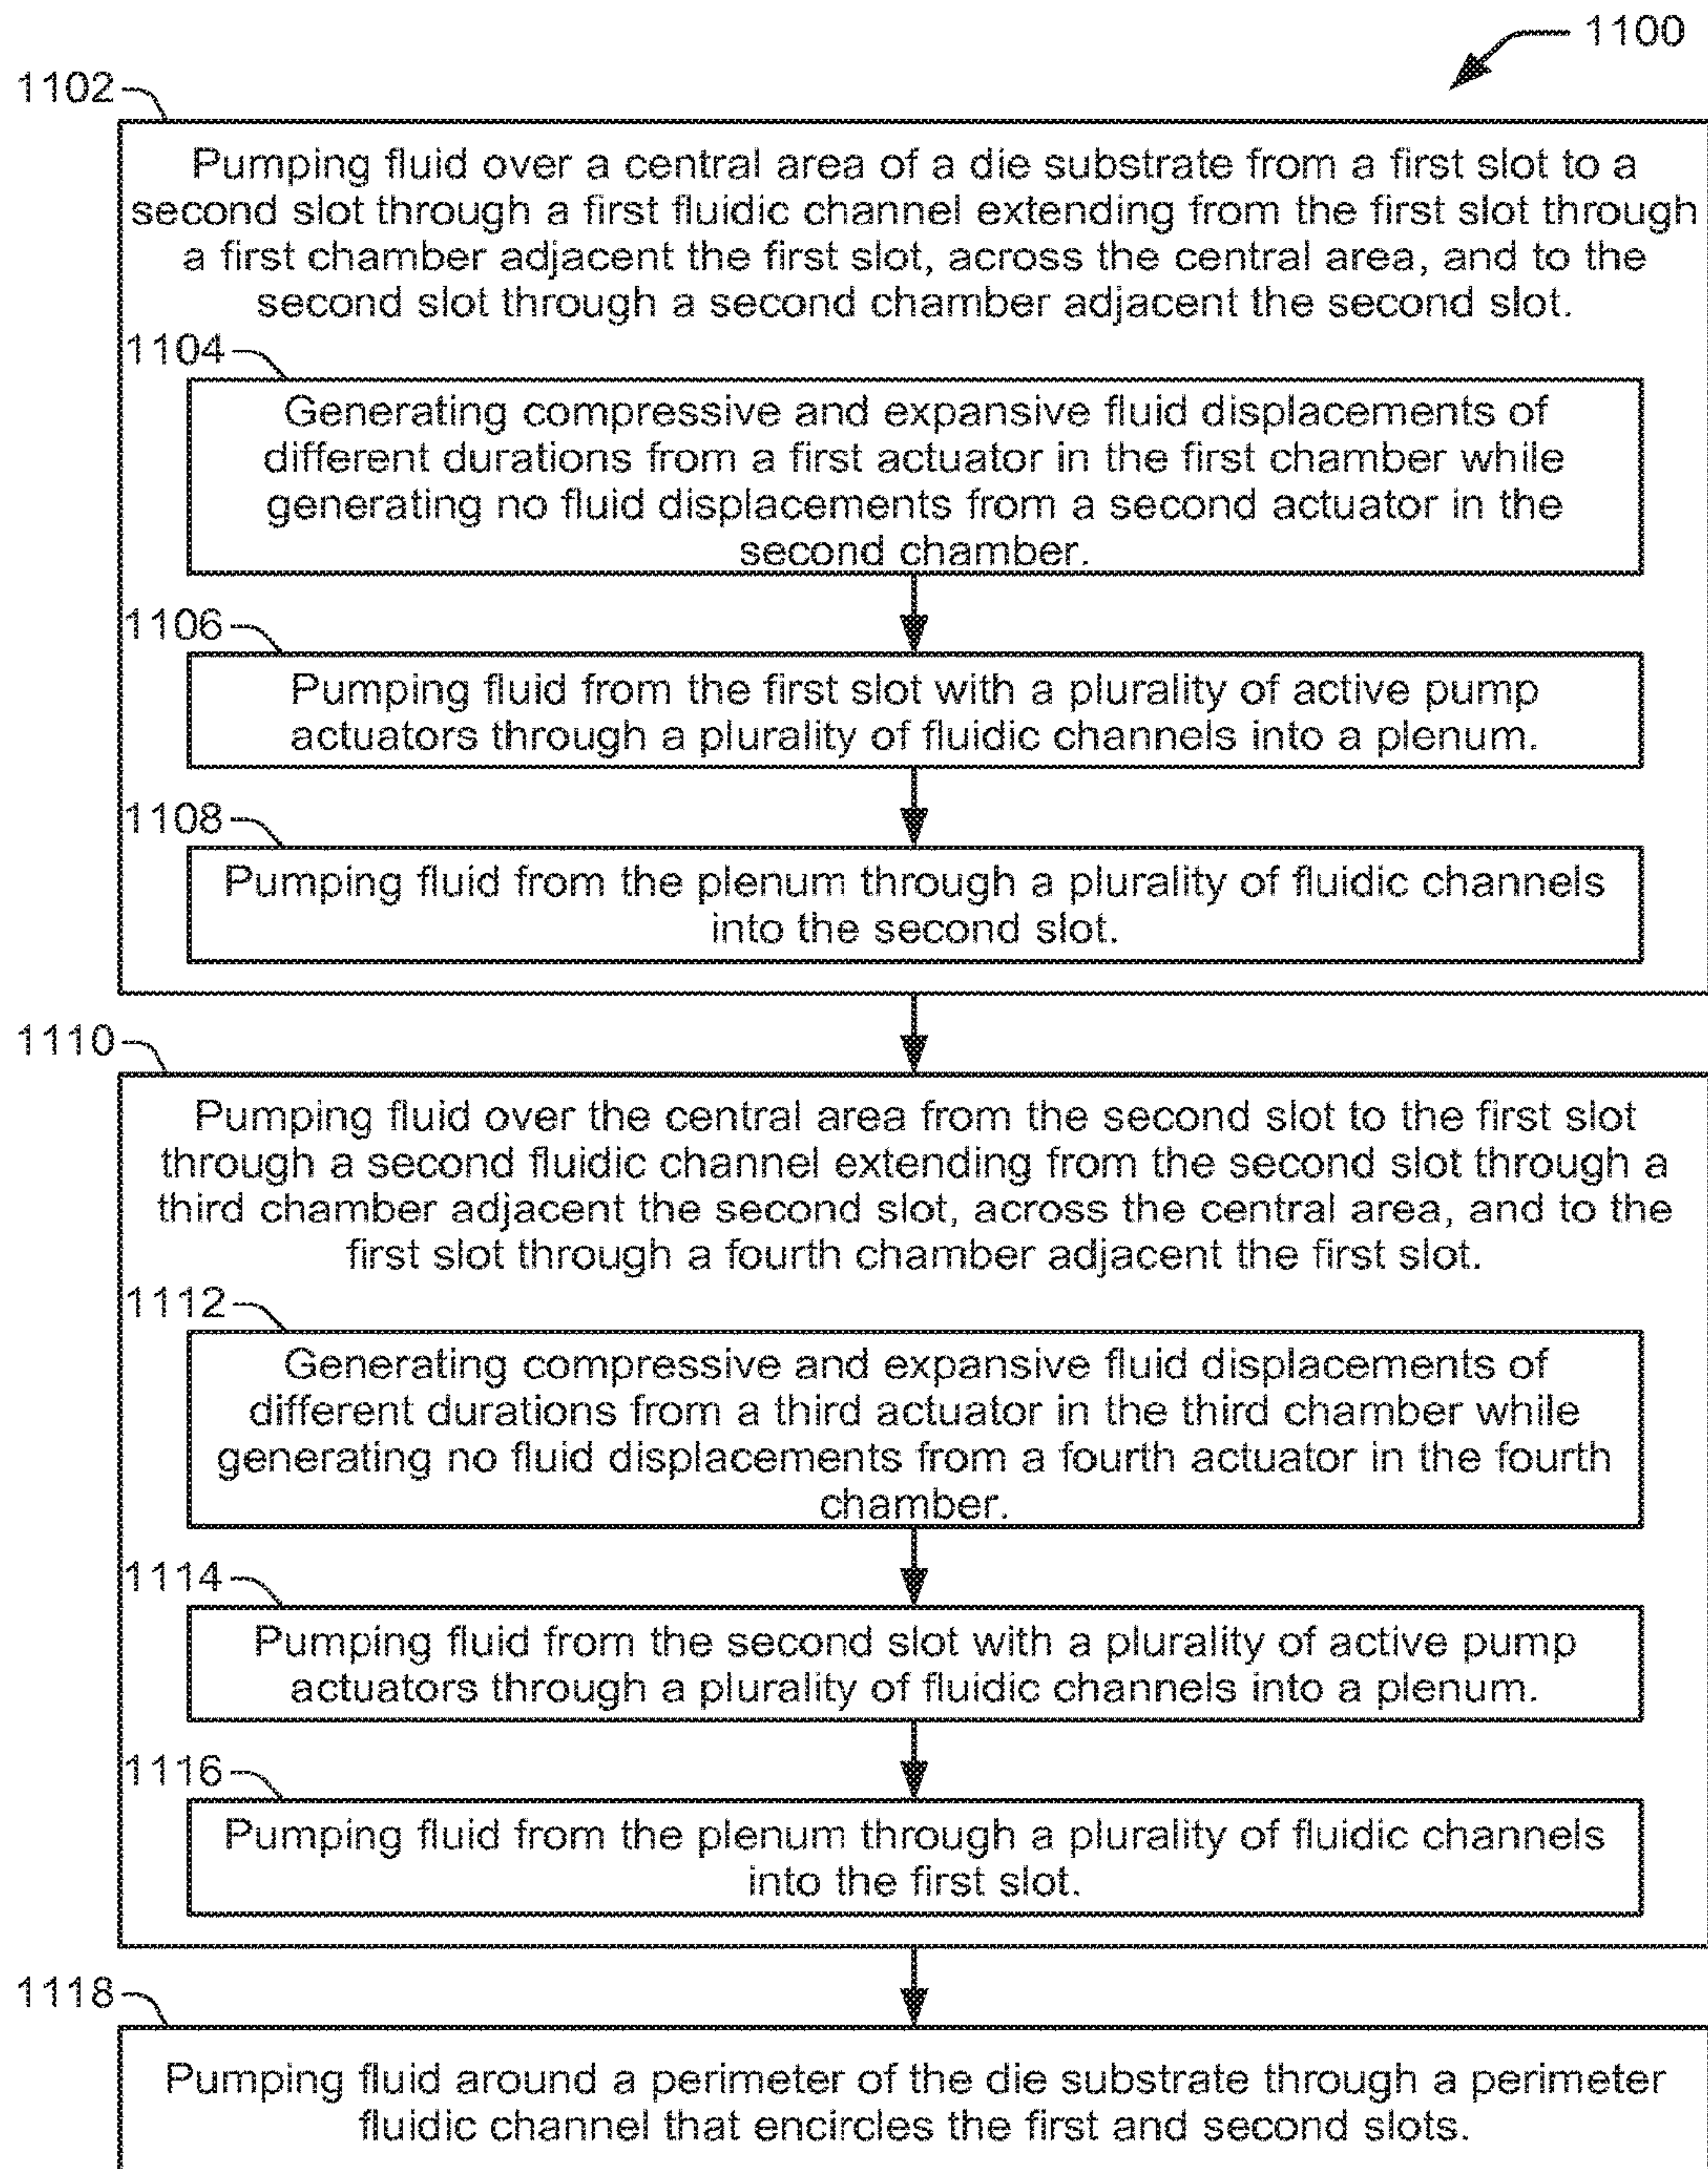 1100
1102
Pumping fluid over a central area of a die substrate from a first slot to a
second slot through a first fluidic channel extending from the first slot through
a first chamber adjacent the first slot, across the central area, and to the
second slot through a second chamber adjacent the second slot.
1104
Generating compressive and expansive fluid displacements of
different durations from a first actuator in the first chamber while
generating no fluid displacements from a second actuator in the
second chamber.
1106
Pumping fluid from the first slot with a plurality of active pump
actuators through a plurality of fluidic channels into a plenum.
1108
Pumping fluid from the plenum through a plurality of fluidic channels
into the second slot.
1110
Pumping fluid over the central area from the second slot to the first slot
through a second fluidic channel extending from the second slot through a
third chamber adjacent the second slot, across the central area, and to the
first slot through a fourth chamber adjacent the first slot.
1112
Generating compressive and expansive fluid displacements of
different durations from a third actuator in the third chamber while
generating no fluid displacements from a fourth actuator in the fourth
chamber.
1114
Pumping fluid from the second slot with a plurality of active pump
actuators through a plurality of fluidic channels into a plenum.
1116
Pumping fluid from the plenum through a plurality of fluidic channels
into the first slot.
1118
Pumping fluid around a perimeter of the die substrate through a perimeter
fluidic channel that encircles the first and second slots.